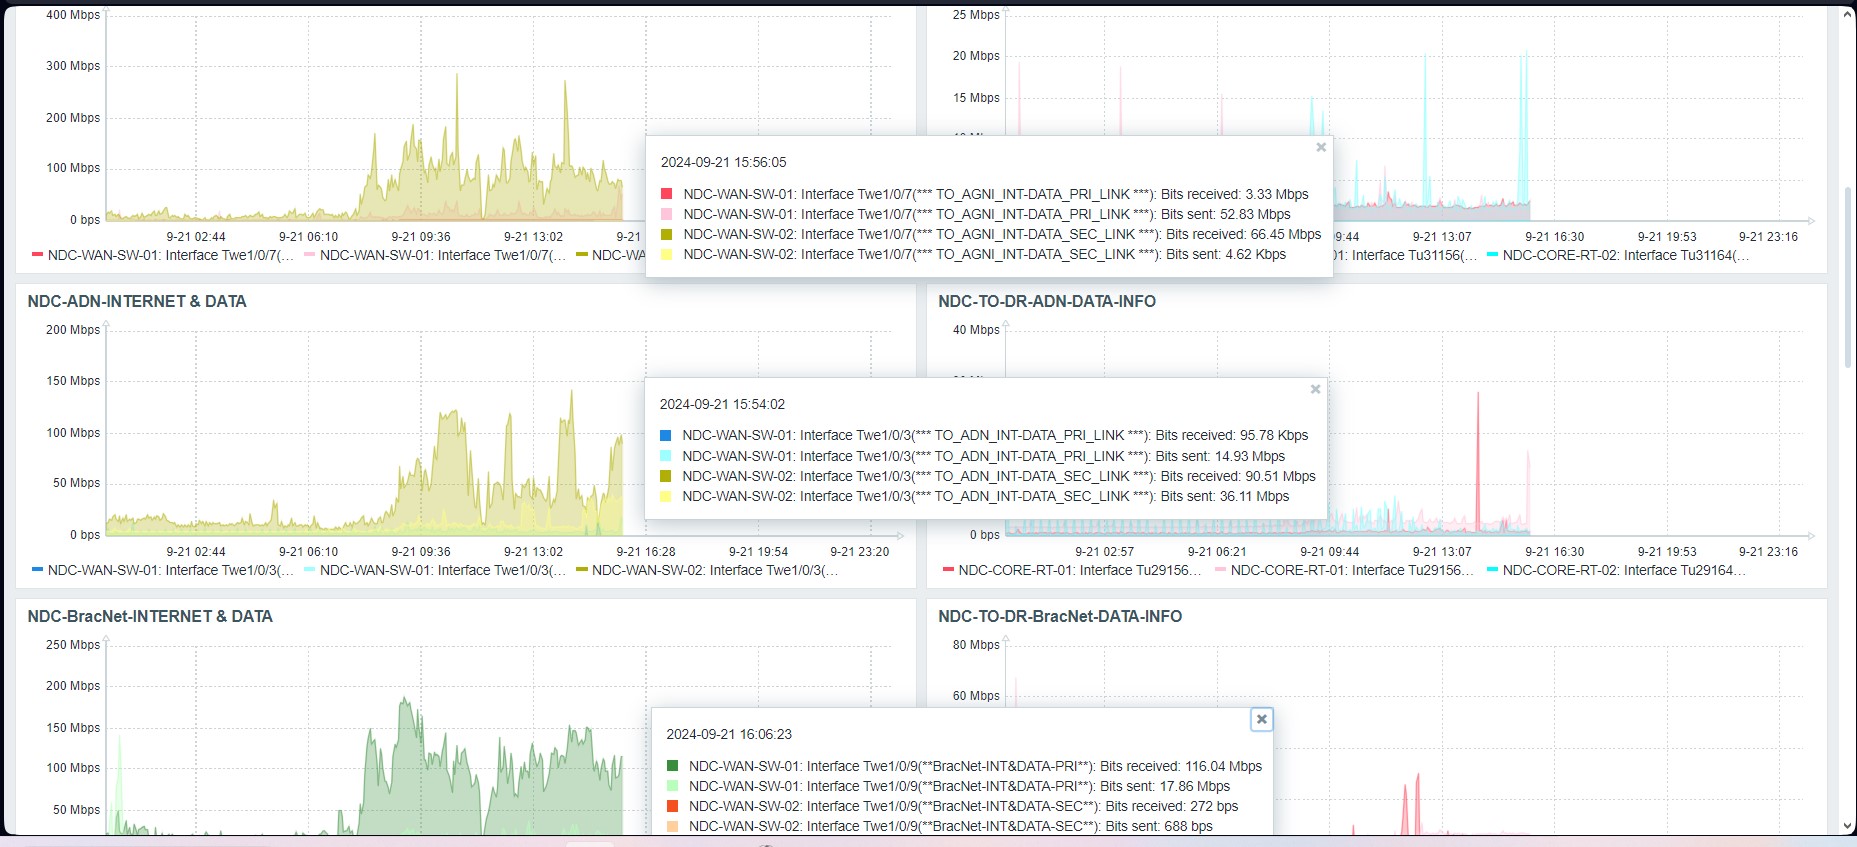 400 Mbps
300 Mbps
200 Mbps
100 Mbps
0 bps
9-21 02:44 9-21 06:10 9-21 09:36 9-21 13:02 9-21
NDC-WAN-SW-01: Interface Twe1/0/7(... NDC-WAN-SW-01: Interface Twe1/0/7(... NDC-WA
25 Mbps
20 Mbps
15 Mbps
9:44 9-21 13:07 9-21 16:30 9-21 19:53 9-21 23:16
01: Interface Tu31156(... NDC-CORE-RT-02: Interface Tu31164(...
2024-09-21 15:56:05
NDC-WAN-SW-01: Interface Twe1/0/7(*** TO_AGNI_INT-DATA_PRI_LINK ***): Bits received: 3.33 Mbps
NDC-WAN-SW-01: Interface Twe1/0/7(*** TO_AGNI_INT-DATA_PRI_LINK ***): Bits sent: 52.83 Mbps
NDC-WAN-SW-02: Interface Twe1/0/7(*** TO_AGNI_INT-DATA_SEC_LINK ***): Bits received: 66.45 Mbps
NDC-WAN-SW-02: Interface Twe1/0/7(*** TO_AGNI_INT-DATA_SEC_LINK ***): Bits sent: 4.62 Kbps
NDC-ADN-INTERNET & DATA
200 Mbps
150 Mbps
100 Mbps
50 Mbps
0 bps
9-21 02:44 9-21 06:10 9-21 09:36 9-21 13:02 9-21 16:28 9-21 19:54 9-21 23:20
NDC-WAN-SW-01: Interface Twe1/0/3(... NDC-WAN-SW-01: Interface Twe1/0/3(... NDC-WAN-SW-02: Interface Twe1/0/3(...
NDC-TO-DR-ADN-DATA-INFO
40 Mbps
0 bps
9-21 02:57 9-21 06:21 9-21 09:44 9-21 13:07 9-21 16:30 9-21 19:53 9-21 23:16
NDC-CORE-RT-01: Interface Tu29156... NDC-CORE-RT-01: Interface Tu29156... NDC-CORE-RT-02: Interface Tu29164...
2024-09-21 15:54:02
NDC-WAN-SW-01: Interface Twe1/0/3(*** TO_ADN_INT-DATA_PRI_LINK ***): Bits received: 95.78 Kbps
NDC-WAN-SW-01: Interface Twe1/0/3(*** TO_ADN_INT-DATA_PRI_LINK ***): Bits sent: 14.93 Mbps
NDC-WAN-SW-02: Interface Twe1/0/3(*** TO_ADN_INT-DATA_SEC_LINK ***): Bits received: 90.51 Mbps
NDC-WAN-SW-02: Interface Twe1/0/3(*** TO_ADN_INT-DATA_SEC_LINK ***): Bits sent: 36.11 Mbps
NDC-BracNet-INTERNET & DATA
250 Mbps
200 Mbps
150 Mbps
100 Mbps
50 Mbps
NDC-TO-DR-BracNet-DATA-INFO
80 Mbps
60 Mbps
2024-09-21 16:06:23
NDC-WAN-SW-01: Interface Twe1/0/9(**BracNet-INT&DATA-PRI**): Bits received: 116.04 Mbps
NDC-WAN-SW-01: Interface Twe1/0/9(**BracNet-INT&DATA-PRI**): Bits sent: 17.86 Mbps
NDC-WAN-SW-02: Interface Twe1/0/9(**BracNet-INT&DATA-SEC**): Bits received: 272 bps
NDC-WAN-SW-02: Interface Twe1/0/9(**BracNet-INT&DATA-SEC**): Bits sent: 688 bps